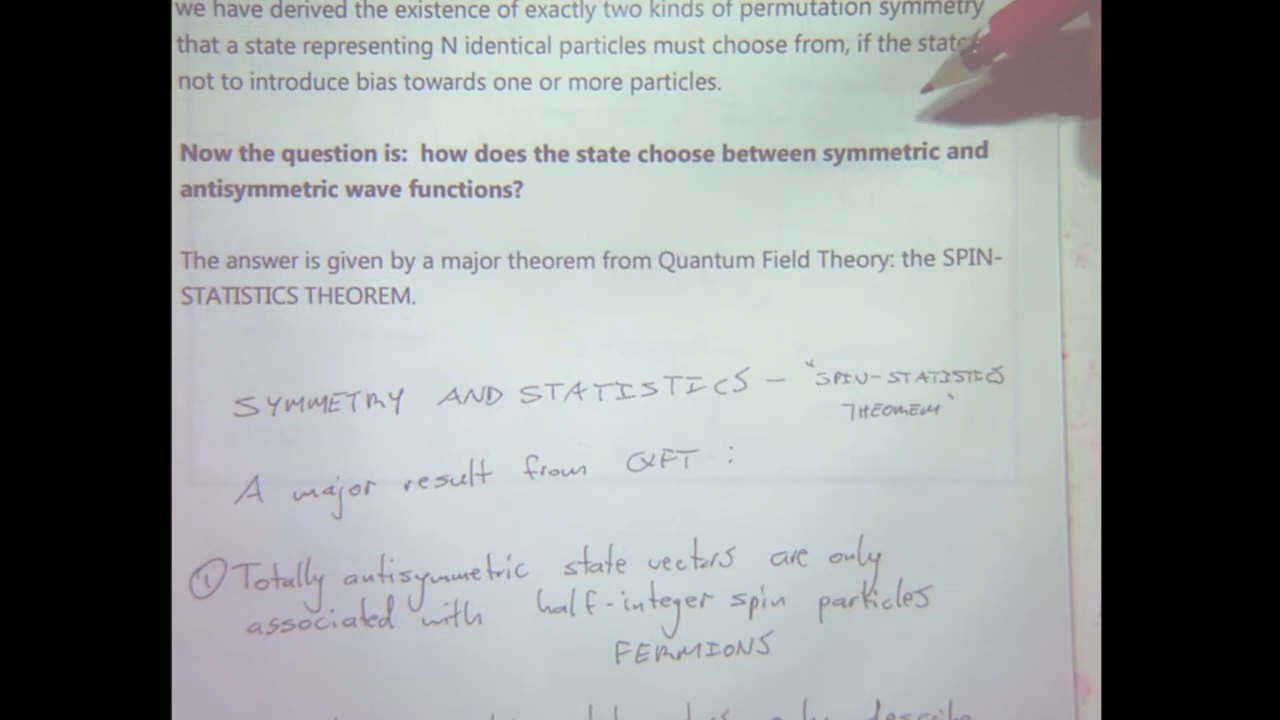 we have derived the existence of exactly two kinds of permutation symmetry
that a state representing N identical particles must choose from, if the state
not to introduce bias towards one or more particles.
Now the question is: how does the state choose between symmetric and
antisymmetric wave functions?
The answer is given by a major theorem from Quantum Field Theory: the SPIN-
STATISTICS THEOREM.
SYMMETRY AND STATISTICS - "SPIN-STATISTICS
THEOREM"
A major result from QFT :
① Totally antisymmetric state vectors are only
associated with half-integer spin particles
FERMIONS
describe